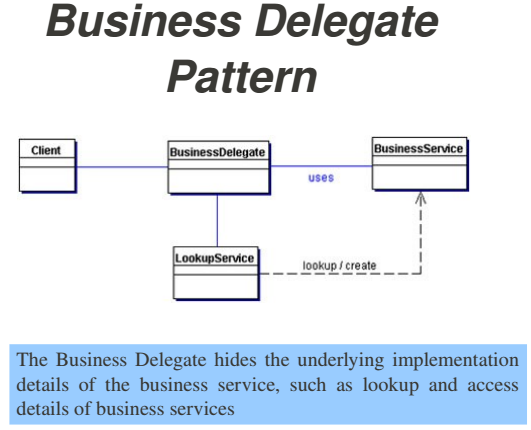 Business Delegate
Pattern
Client
BusinessDelegate
BusinessService
uses
LookupService
lookup / create
The Business Delegate hides the underlying implementation
details of the business service, such as lookup and access
details of business services